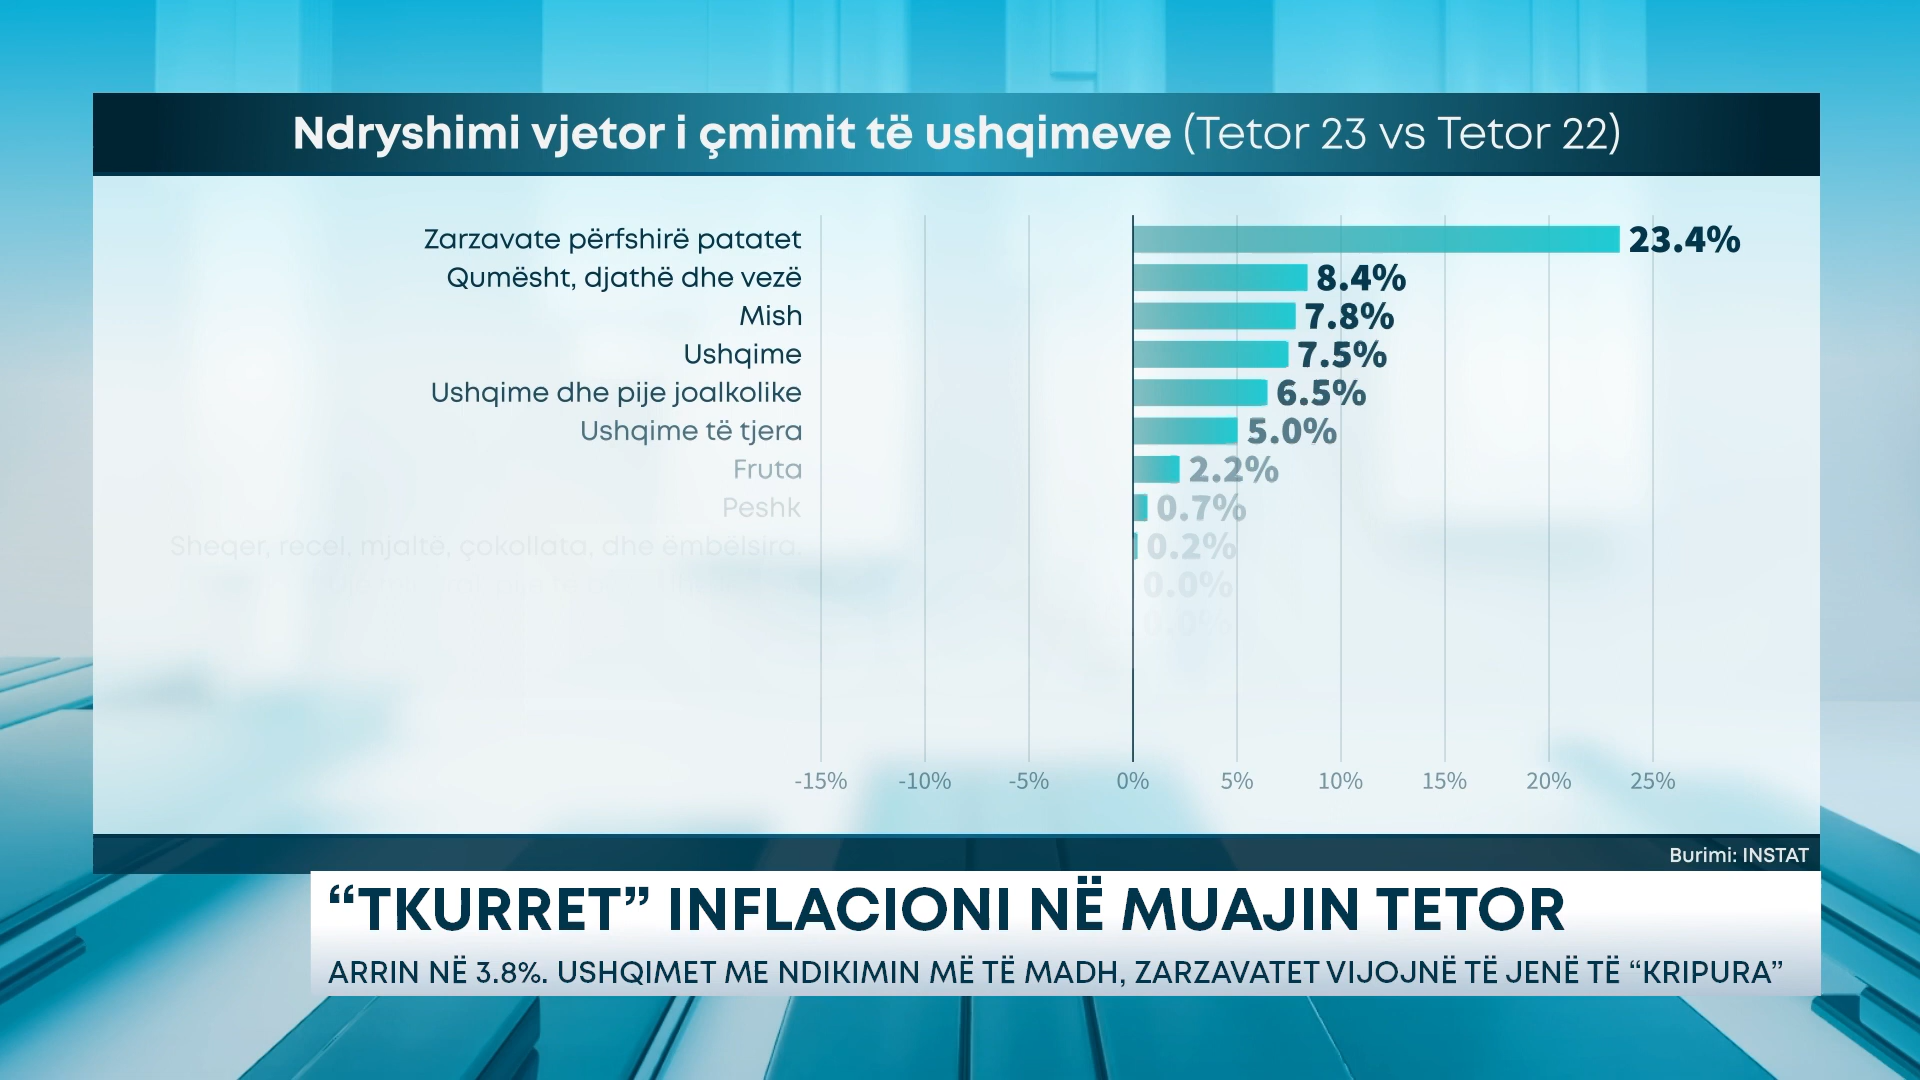 Ndryshimi vjetor i çmimit të ushqimeve (Tetor 23 vs Tetor 22)
Zarzavate përfshirë patatet 23.4%
Qumësht, djathë dhe vezë 8.4%
Mish 7.8%
Ushqime 7.5%
Ushqime dhe pije joalkolike 6.5%
Ushqime të tjera 5.0%
Fruta 2.2%
Peshk 0.7%
Sheqer, recel, mjaltë, çokollata, dhe ëmbëlsira. 0.2%
0.0%
0.0%
-15% -10% -5% 0% 5% 10% 15% 20% 25%
Burimi: INSTAT
“TKURRET” INFLACIONI NË MUAJIN TETOR
ARRIN NË 3.8%. USHQIMET ME NDIKIMIN MË TË MADH, ZARZAVATET VIJOJNË TË JENË TË “KRIPURA”